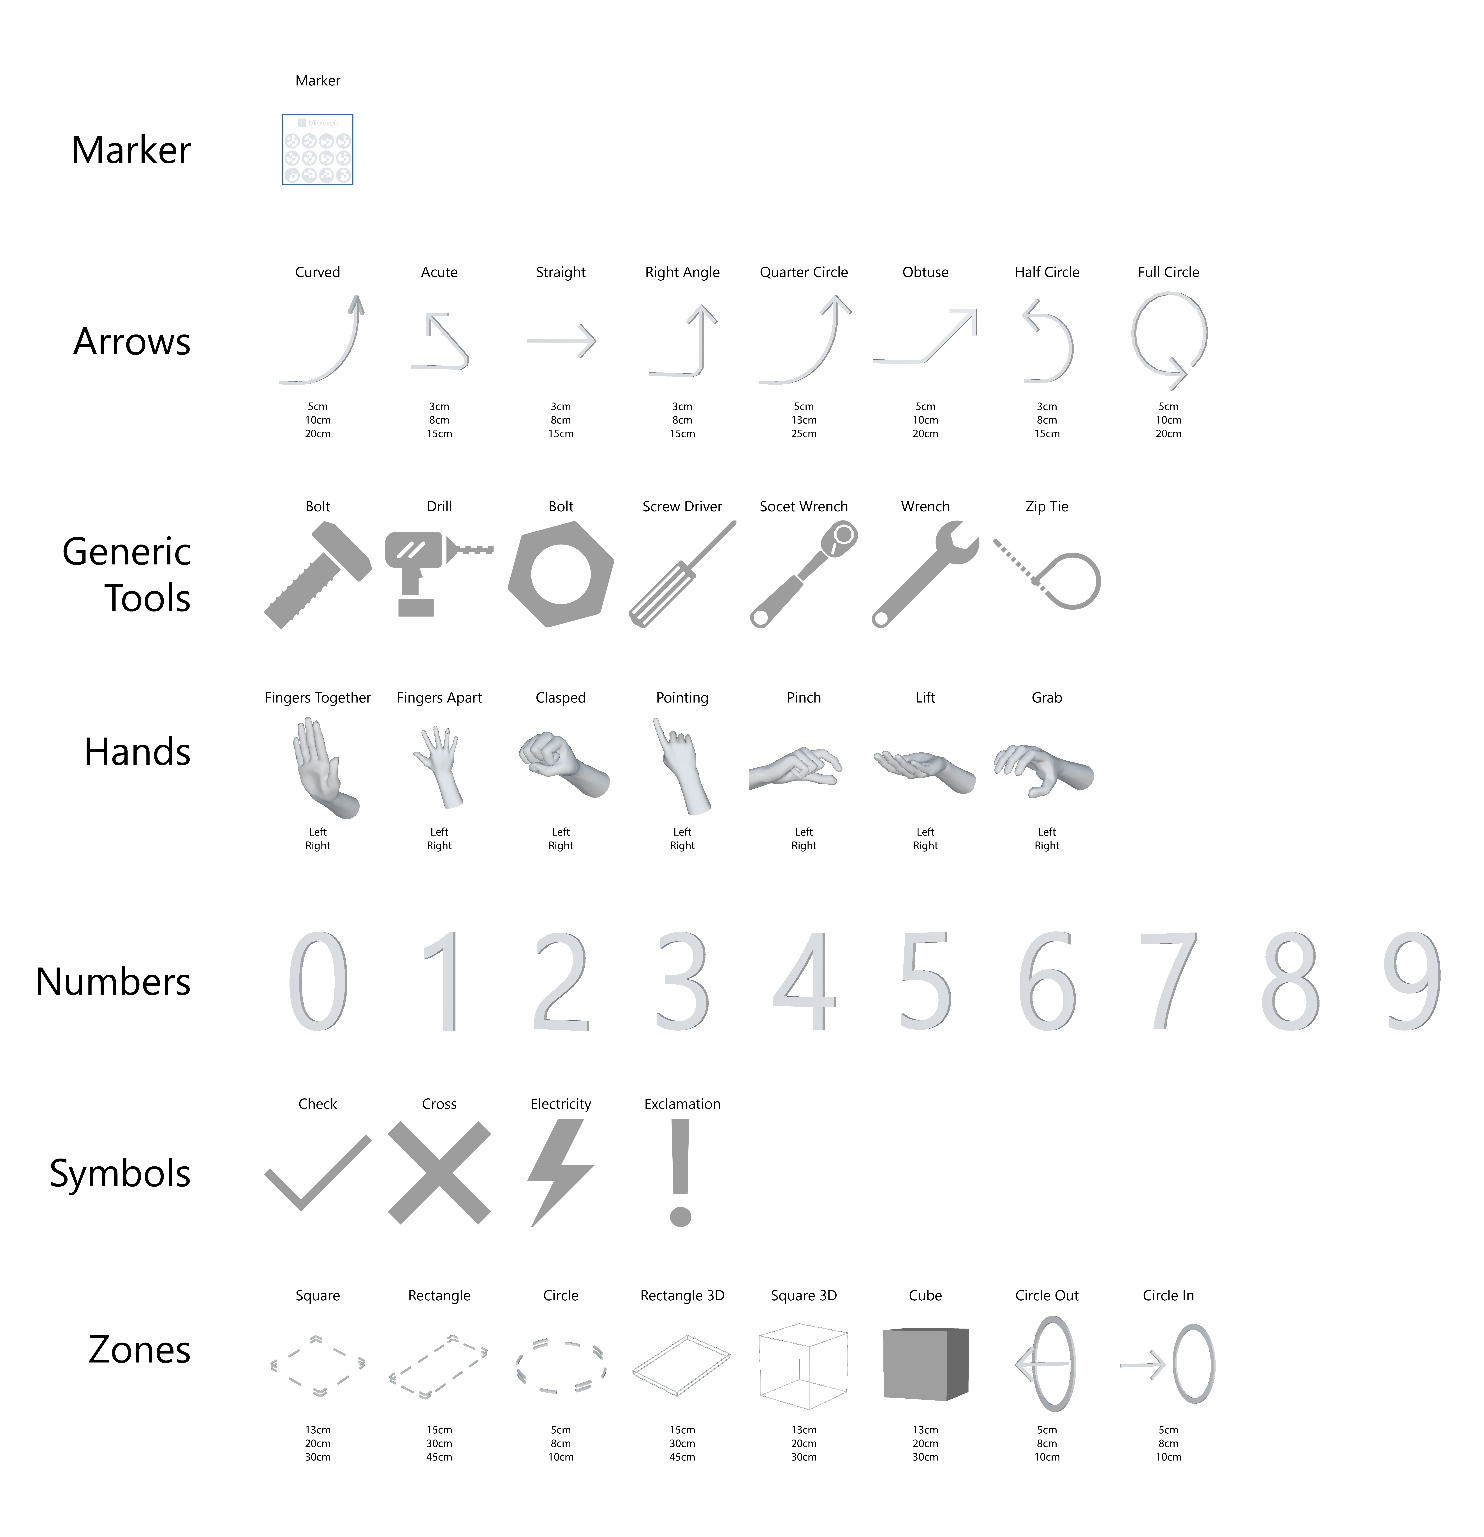 Marker
Marker
Microsoft
Arrows
Curved Acute Straight Right Angle Quarter Circle Obtuse Half Circle Full Circle
5cm 3cm 3cm 3cm 5cm 5cm 3cm 5cm
10cm 8cm 8cm 8cm 13cm 10cm 8cm 10cm
20cm 15cm 15cm 15cm 25cm 20cm 15cm 20cm
Generic
Tools
Bolt Drill Bolt Screw Driver Socet Wrench Wrench Zip Tie
Hands
Fingers Together Fingers Apart Clasped Pointing Pinch Lift Grab
Left Left Left Left Left Left Left
Right Right Right Right Right Right Right
Numbers
0 1 2 3 4 5 6 7 8 9
Symbols
Check Cross Electricity Exclamation
!
Zones
Square Rectangle Circle Rectangle 3D Square 3D Cube Circle Out Circle In
13cm 15cm 5cm 15cm 13cm 13cm 5cm 5cm
20cm 30cm 8cm 30cm 20cm 20cm 8cm 8cm
30cm 45cm 10cm 45cm 30cm 30cm 10cm 10cm